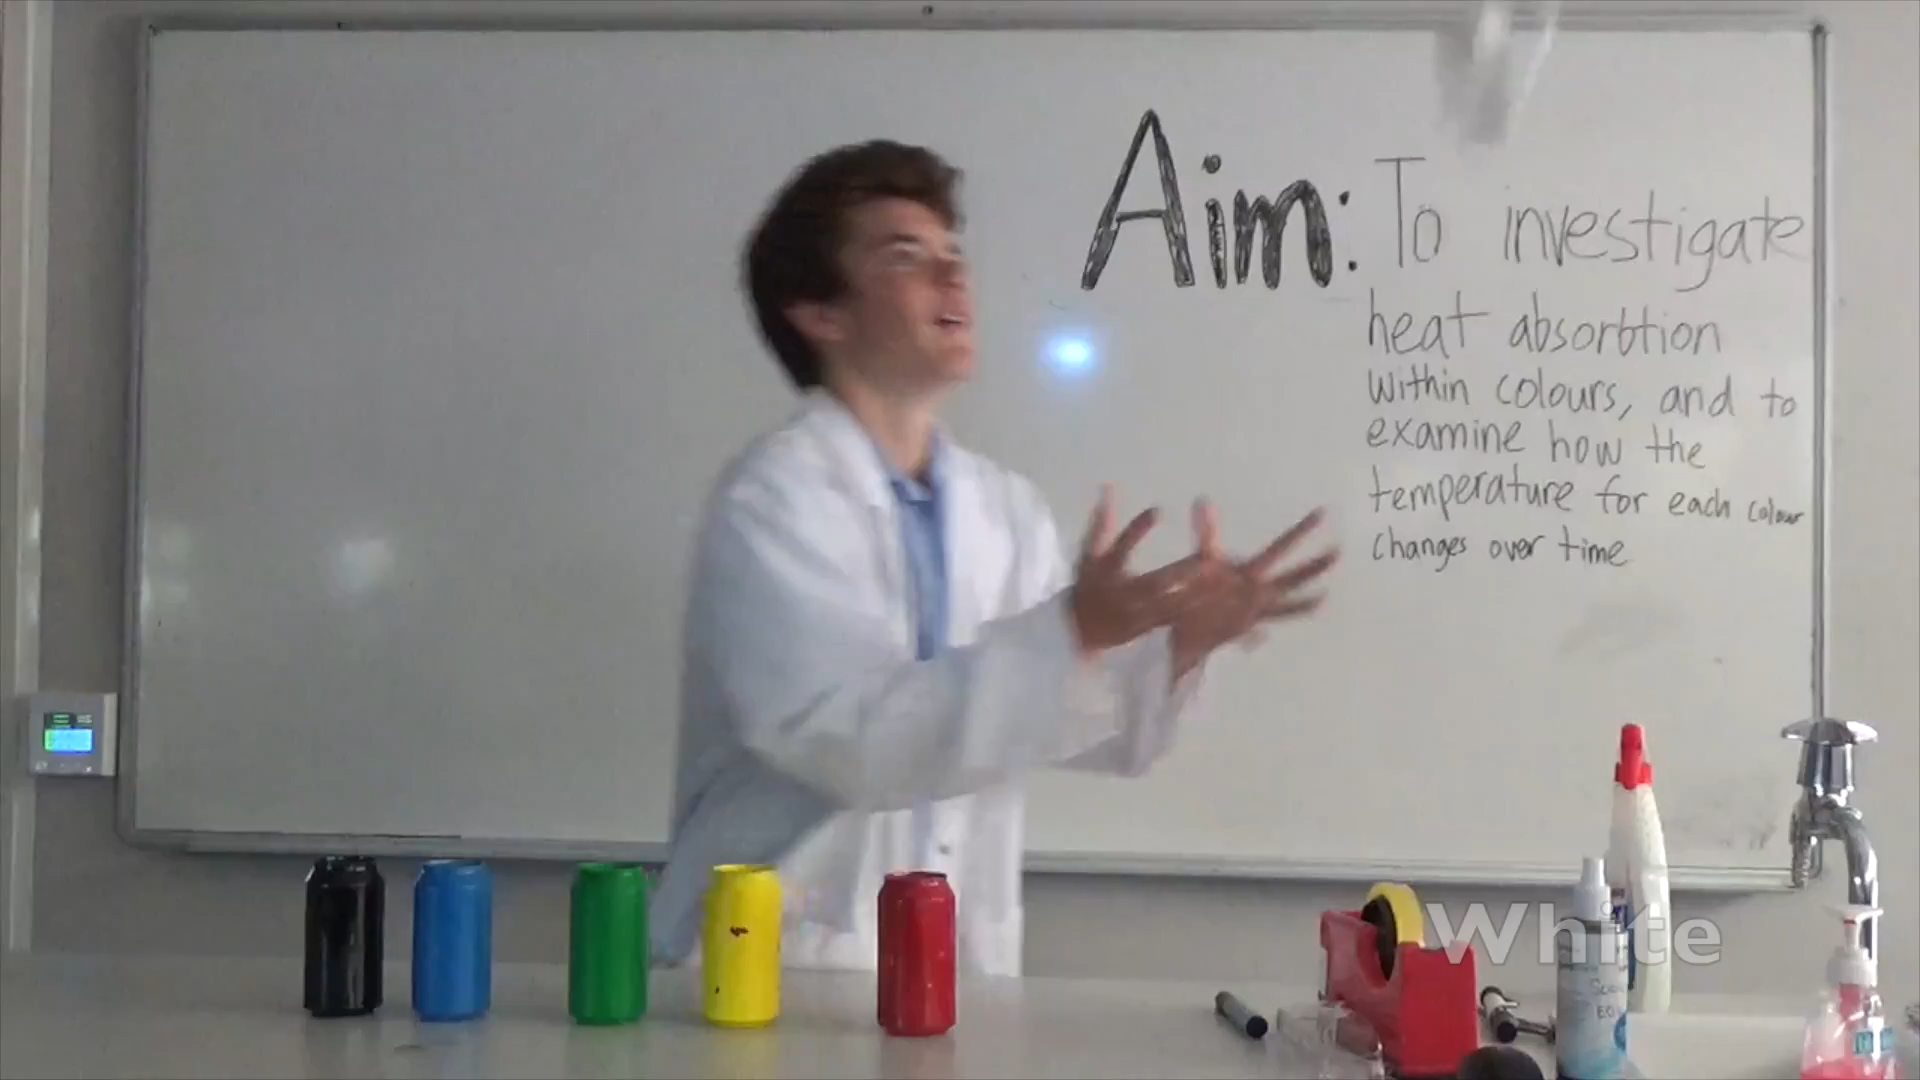 Aim: To investigate
heat absorbtion
within colours, and to
examine how the
temperature for each colour
changes over time
White